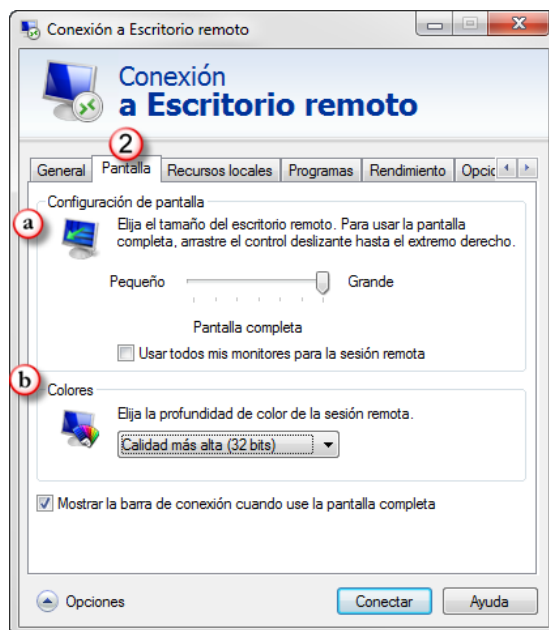 Conexión a Escritorio remoto
Conexión
a Escritorio remoto
2
General Pantalla Recursos locales Programas Rendimiento Opcic
Configuración de pantalla
a
Elija el tamaño del escritorio remoto. Para usar la pantalla
completa, arrastre el control deslizante hasta el extremo derecho.
Pequeño Grande
Pantalla completa
Usar todos mis monitores para la sesión remota
b
Colores
Elija la profundidad de color de la sesión remota.
Calidad más alta (32 bits)
Mostrar la barra de conexión cuando use la pantalla completa
Opciones Conectar Ayuda